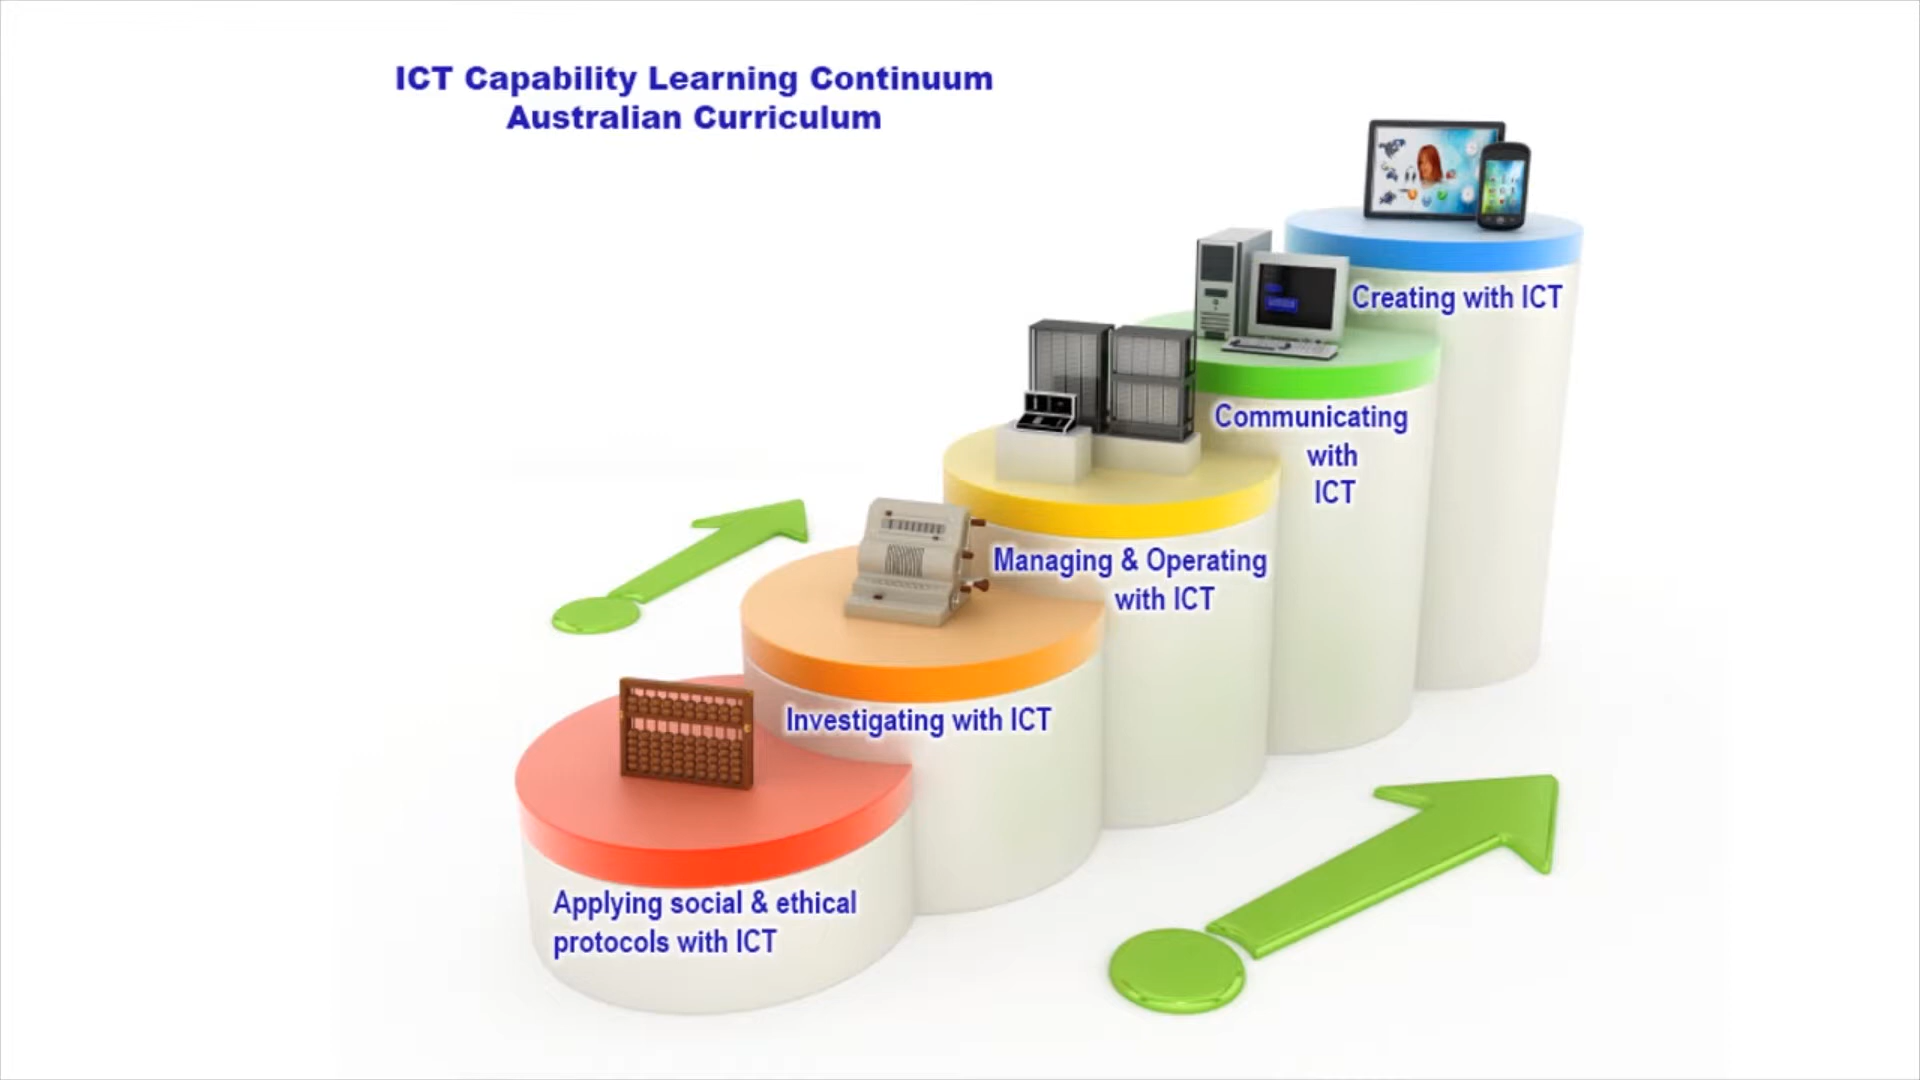 ICT Capability Learning Continuum
Australian Curriculum
Creating with ICT
Communicating
with
ICT
Managing & Operating
with ICT
Investigating with ICT
Applying social & ethical
protocols with ICT